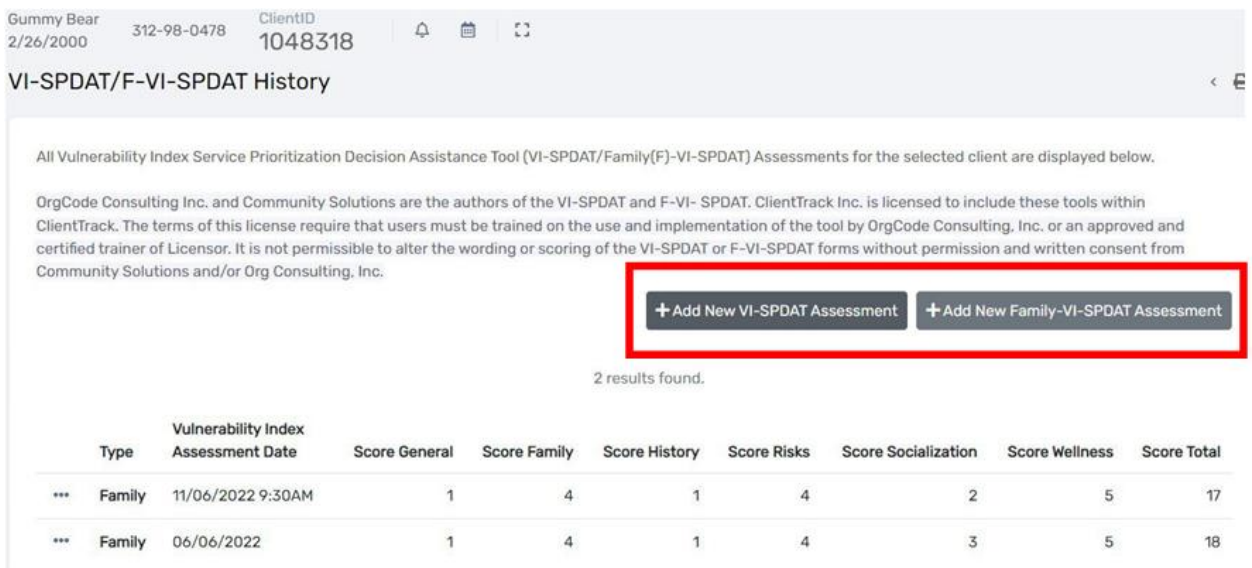 Gummy Bear 312-98-0478 ClientID
2/26/2000 1048318
VI-SPDAT/F-VI-SPDAT History
All Vulnerability Index Service Prioritization Decision Assistance Tool (VI-SPDAT/Family(F)-VI-SPDAT) Assessments for the selected client are displayed below.
OrgCode Consulting Inc. and Community Solutions are the authors of the VI-SPDAT and F-VI- SPDAT. ClientTrack Inc. is licensed to include these tools within
ClientTrack. The terms of this license require that users must be trained on the use and implementation of the tool by OrgCode Consulting, Inc. or an approved and
certified trainer of Licensor. It is not permissible to alter the wording or scoring of the VI-SPDAT or F-VI-SPDAT forms without permission and written consent from
Community Solutions and/or Org Consulting, Inc.
+Add New VI-SPDAT Assessment +Add New Family-VI-SPDAT Assessment
2 results found.
Vulnerability Index
Type Assessment Date Score General Score Family Score History Score Risks Score Socialization Score Wellness Score Total
Family 11/06/2022 9:30AM 1 4 1 4 2 5 17
Family 06/06/2022 1 4 1 4 3 5 18